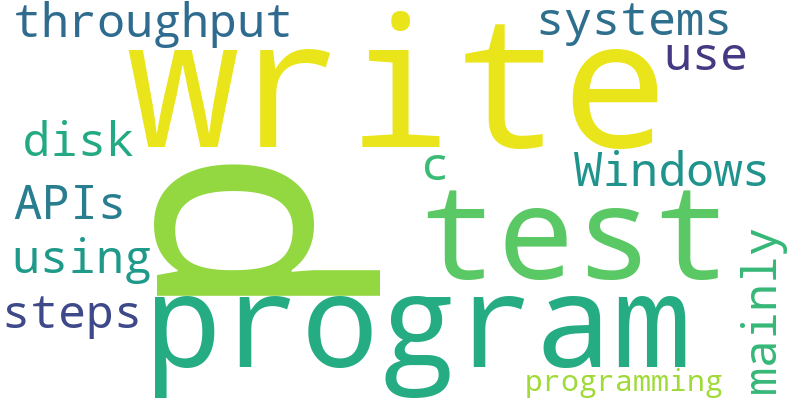 throughput
write
systems
use
disk
c
Windows
APIs
p
test
using
steps
program
mainly
programming